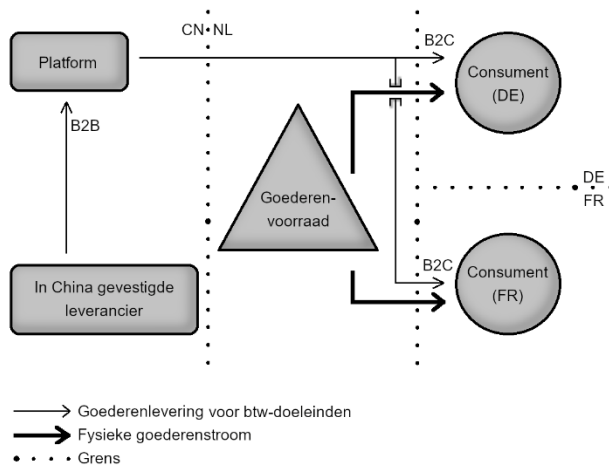 CN
NL
B2C
Platform
Consument
(DE)
B2B
Goederen-
voorraad
DE
FR
In China gevestigde
leverancier
B2C
Consument
(FR)
Goederenlevering voor btw-doeleinden
Fysieke goederenstroom
Grens